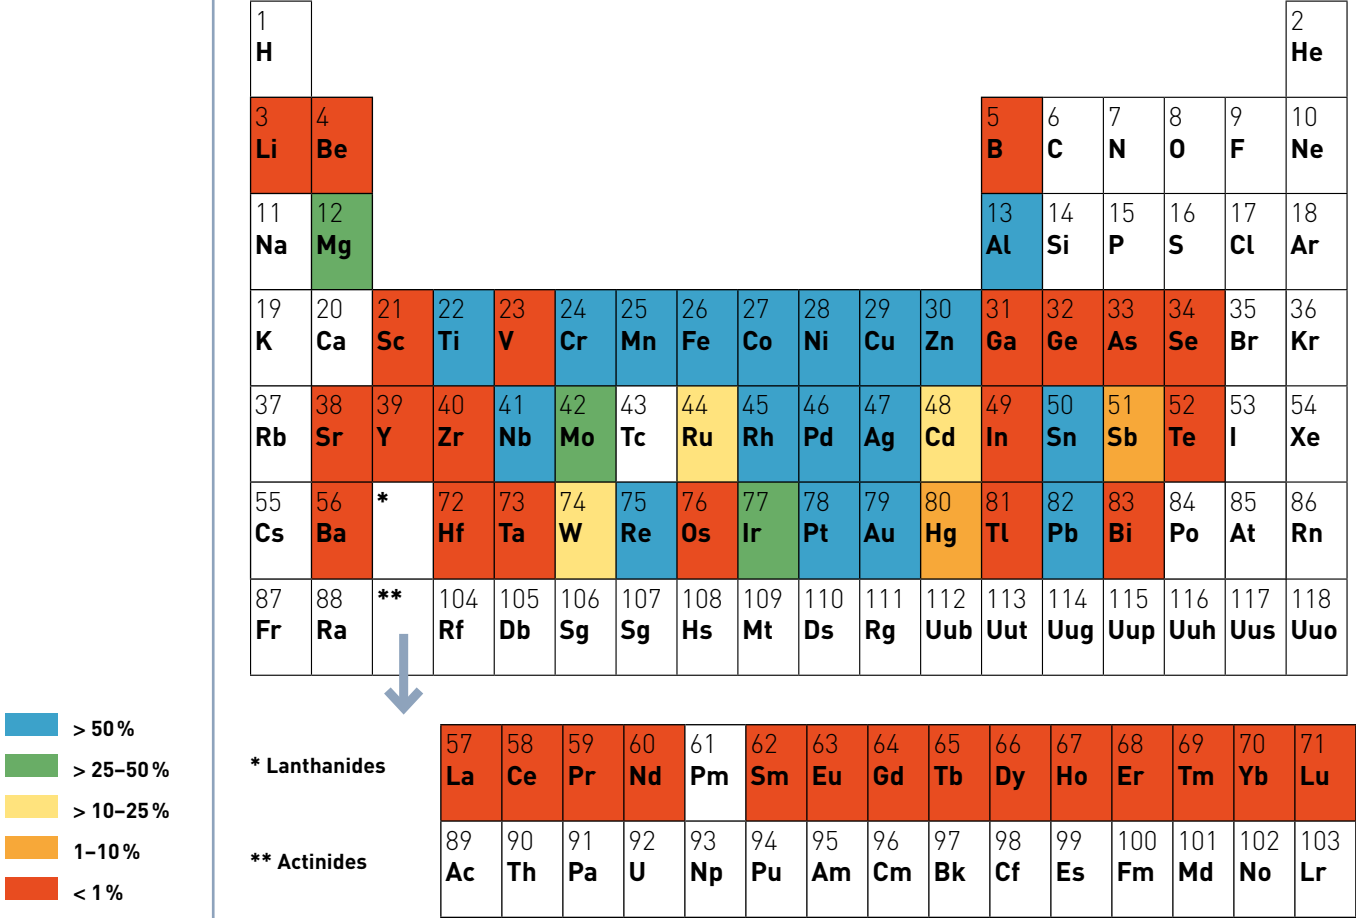 1 2
H He
3 4 5 6 7 8 9 10
Li Be B C N O F Ne
11 12 13 14 15 16 17 18
Na Mg Al Si P S Cl Ar
19 20 21 22 23 24 25 26 27 28 29 30 31 32 33 34 35 36
K Ca Sc Ti V Cr Mn Fe Co Ni Cu Zn Ga Ge As Se Br Kr
37 38 39 40 41 42 43 44 45 46 47 48 49 50 51 52 53 54
Rb Sr Y Zr Nb Mo Tc Ru Rh Pd Ag Cd In Sn Sb Te I Xe
55 56 * 72 73 74 75 76 77 78 79 80 81 82 83 84 85 86
Cs Ba Hf Ta W Re Os Ir Pt Au Hg Tl Pb Bi Po At Rn
87 88 ** 104 105 106 107 108 109 110 111 112 113 114 115 116 117 118
Fr Ra Rf Db Sg Sg Hs Mt Ds Rg Uub Uut Uug Uup Uuh Uus Uuo
> 50 %
> 25–50 %
> 10–25 %
1–10 %
< 1 %
* Lanthanides
57 58 59 60 61 62 63 64 65 66 67 68 69 70 71
La Ce Pr Nd Pm Sm Eu Gd Tb Dy Ho Er Tm Yb Lu
** Actinides
89 90 91 92 93 94 95 96 97 98 99 100 101 102 103
Ac Th Pa U Np Pu Am Cm Bk Cf Es Fm Md No Lr